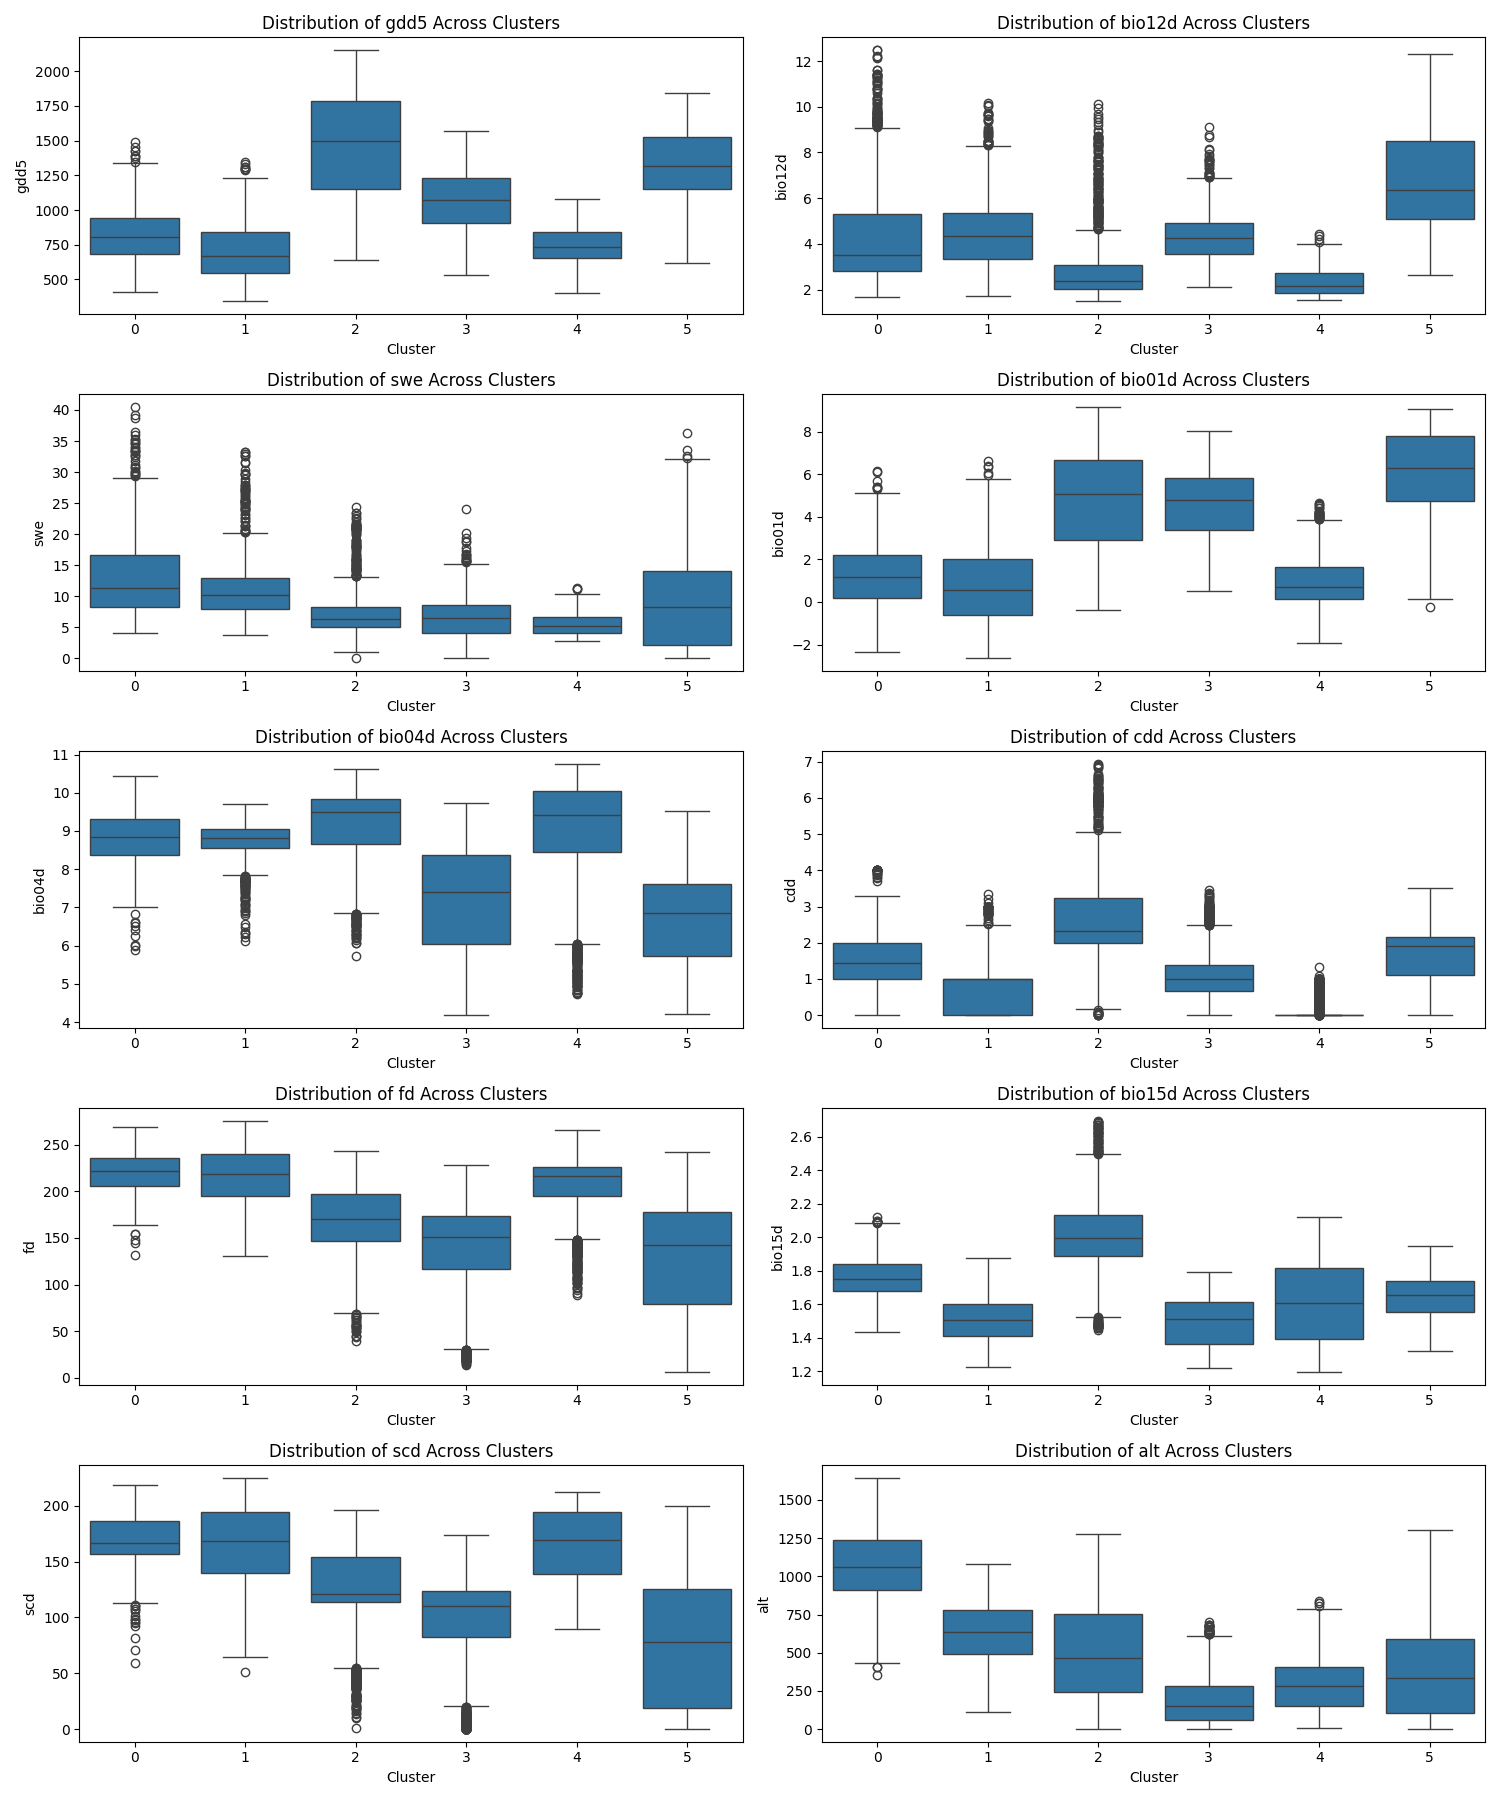 Distribution of gdd5 Across Clusters
gdd5
2000
1750
1500
1250
1000
750
500
0 1 2 3 4 5
Cluster
Distribution of bio12d Across Clusters
bio12d
12
10
8
6
4
2
0 1 2 3 4 5
Cluster
Distribution of swe Across Clusters
swe
40
35
30
25
20
15
10
5
0
0 1 2 3 4 5
Cluster
Distribution of bio01d Across Clusters
bio01d
8
6
4
2
0
−2
0 1 2 3 4 5
Cluster
Distribution of bio04d Across Clusters
bio04d
11
10
9
8
7
6
5
4
0 1 2 3 4 5
Cluster
Distribution of cdd Across Clusters
cdd
7
6
5
4
3
2
1
0
0 1 2 3 4 5
Cluster
Distribution of fd Across Clusters
fd
250
200
150
100
50
0
0 1 2 3 4 5
Cluster
Distribution of bio15d Across Clusters
bio15d
2.6
2.4
2.2
2.0
1.8
1.6
1.4
1.2
0 1 2 3 4 5
Cluster
Distribution of scd Across Clusters
scd
200
150
100
50
0
0 1 2 3 4 5
Cluster
Distribution of alt Across Clusters
alt
1500
1250
1000
750
500
250
0
0 1 2 3 4 5
Cluster